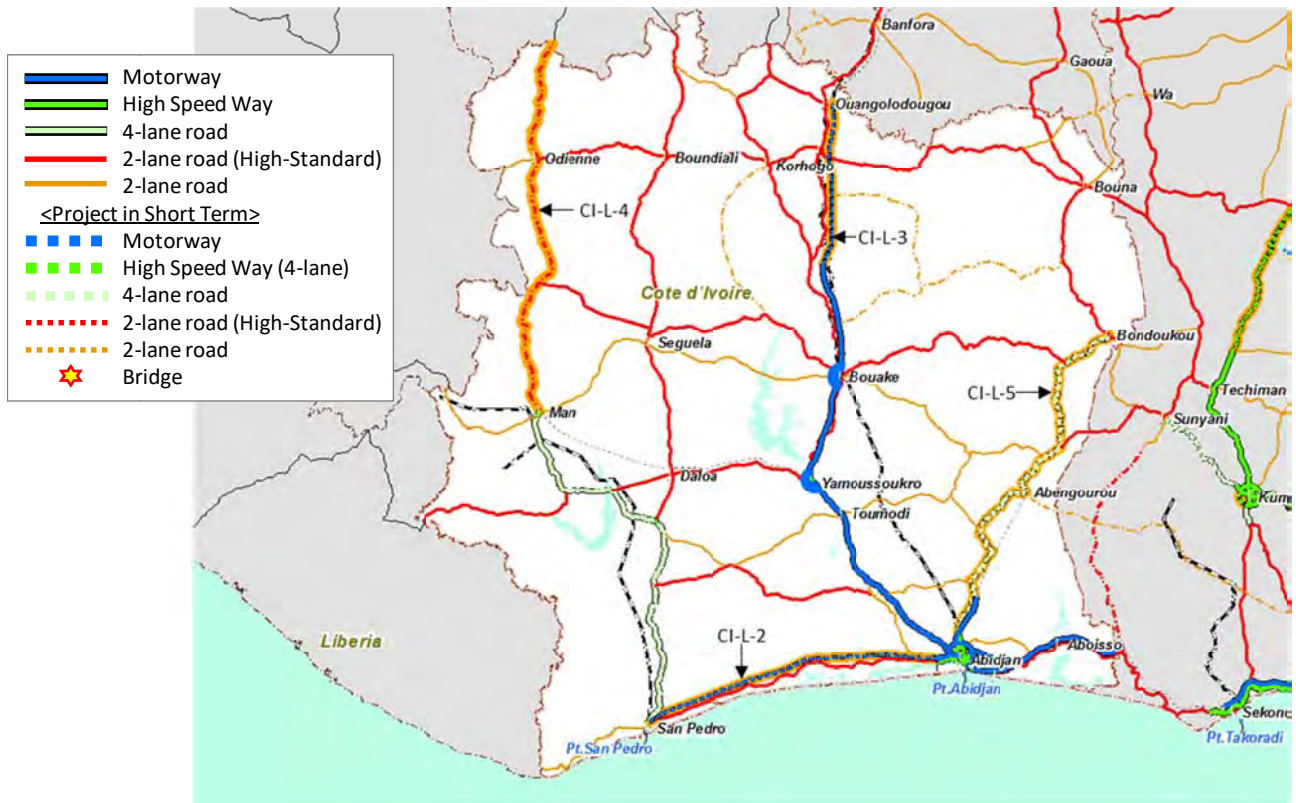 Motorway
High Speed Way
4-lane road
2-lane road (High-Standard)
2-lane road
<Project in Short Term>
Motorway
High Speed Way (4-lane)
4-lane road
2-lane road (High-Standard)
2-lane road
Bridge
Banfora
Gaoua
Wa
Ouangolodougou
Odienne
Boundiali
Korhogo
Bouna
CI-L-4
CI-L-3
Cote d'Ivoire
Seguela
Bondoukou
Bouake
CI-L-5
Techiman
Man
Sunyani
Daloa
Yamoussoukro
Abengourou
Kum
Toumodi
Liberia
CI-L-2
Aboisso
Abidjan
Pt.Abidjan
San Pedro
Pt.San Pedro
Sekon
Pt.Takoradi